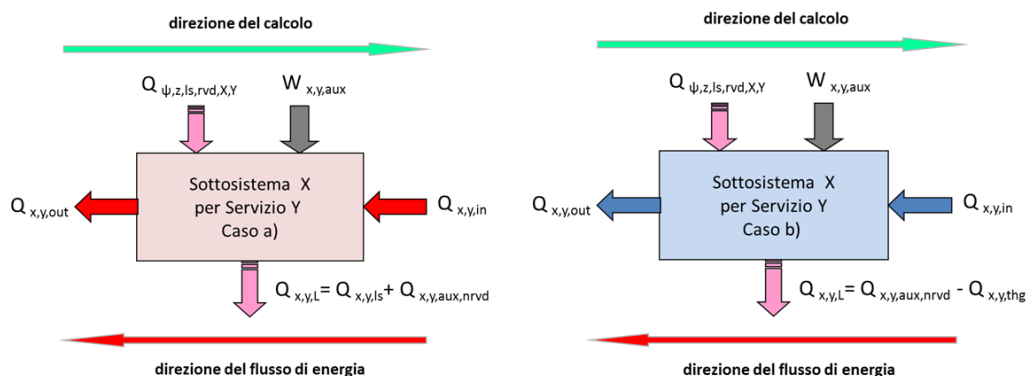 direzione del calcolo
Q ψ,z,ls,rvd,X,Y
W x,y,aux
Sottosistema X
per Servizio Y
Caso a)
Q x,y,out
Q x,y,in
Q x,y,L= Q x,y,ls+ Q x,y,aux,nrvd
direzione del flusso di energia
direzione del calcolo
Q ψ,z,ls,rvd,X,Y
W x,y,aux
Sottosistema X
per Servizio Y
Caso b)
Q x,y,out
Q x,y,in
Q x,y,L= Q x,y,aux,nrvd - Q x,y,thg
direzione del flusso di energia